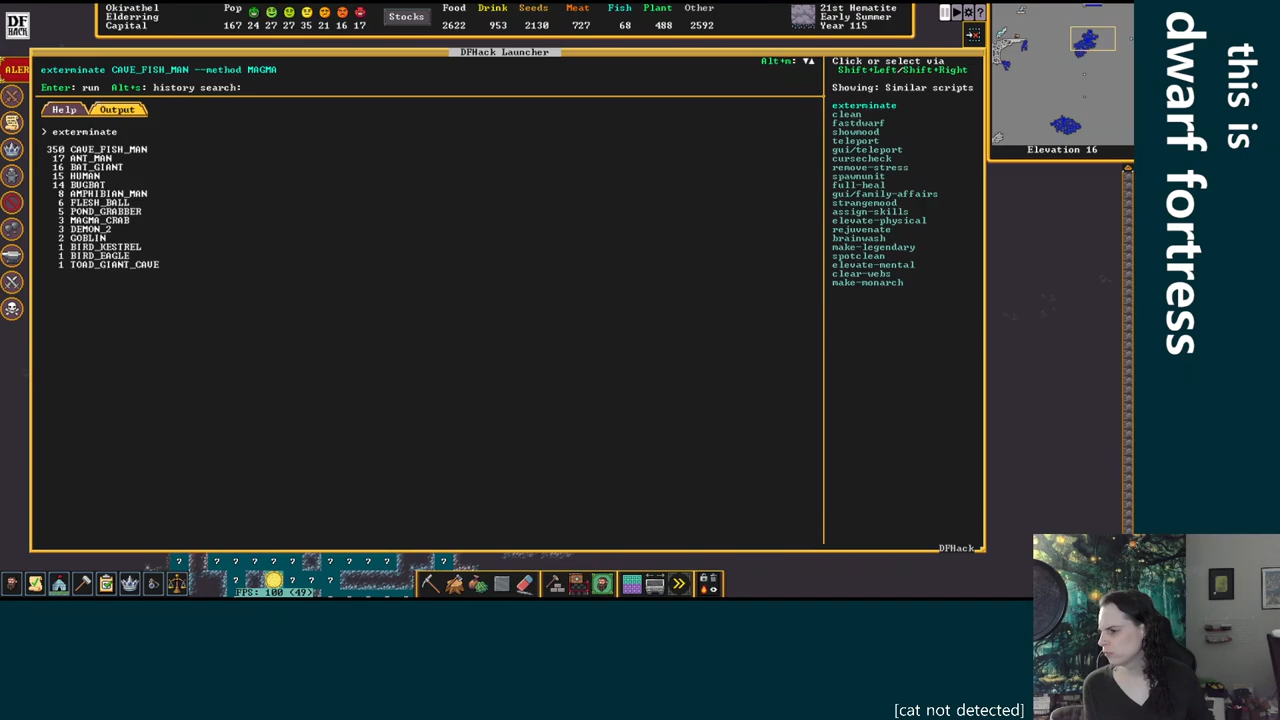 DF
HACK
Okirathel
Elderring
Capital
Pop
167 24 27 27 35 21 16 17
Stocks
Food Drink Seeds Meat Fish Plant Other
2622 953 2130 727 68 488 2592
21st Hematite
Early Summer
Year 115
Elevation 16
ALER
DFHack Launcher
exterminate CAVE_FISH_MAN --method MAGMA
Alt+m: ▼▲
Enter: run Alt+s: history search:
Help Output
> exterminate
350 CAVE_FISH_MAN
17 ANT_MAN
16 BAT_GIANT
15 HUMAN
14 BUGBAT
8 AMPHIBIAN_MAN
6 FLESH_BALL
5 POND_GRABBER
3 MAGMA_CRAB
3 DEMON_2
2 GOBLIN
1 BIRD_KESTREL
1 BIRD_EAGLE
1 TOAD_GIANT_CAVE
Click or select via
Shift+Left/Shift+Right
Showing: Similar scripts
exterminate
clean
fastdwarf
showmood
teleport
gui/teleport
cursecheck
remove-stress
spawnunit
full-heal
gui/family-affairs
strangemood
assign-skills
elevate-physical
rejuvenate
brainwash
make-legendary
spotclean
elevate-mental
clear-webs
make-monarch
DFHack
FPS: 100 (49)
this is
dwarf fortress
[cat not detected]